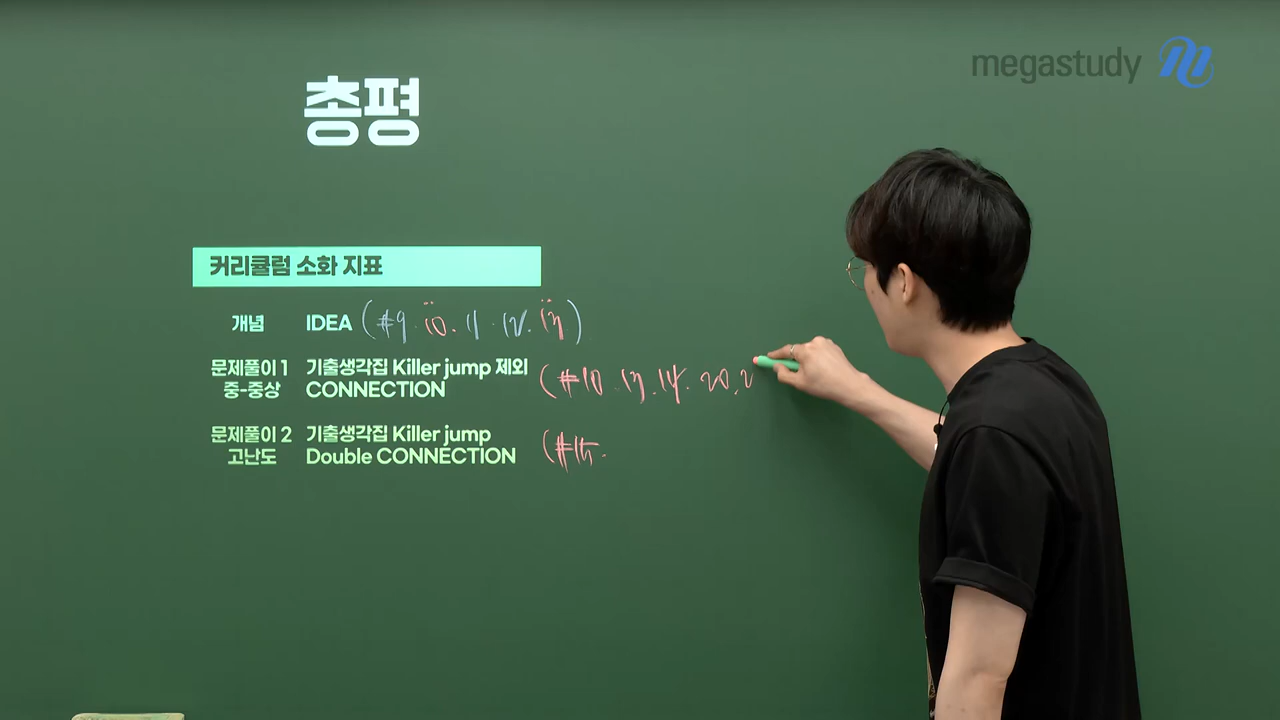 megastudy
총평
커리큘럼 소화 지표
개념 IDEA (#9. 10. 11. 12. 13)
문제풀이 1 기출생각집 Killer jump 제외
중-중상 CONNECTION (#10. 13. 14. 20. 2
문제풀이 2 기출생각집 Killer jump
고난도 Double CONNECTION (#15.